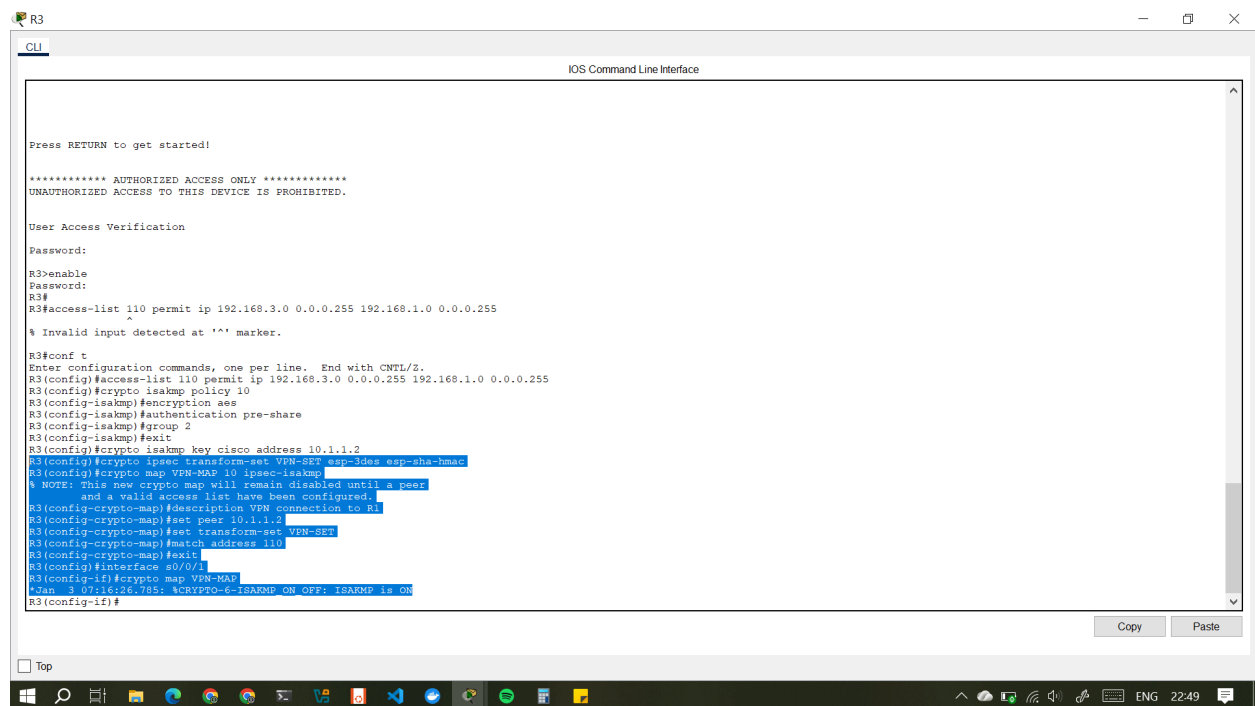 R3
CLI
IOS Command Line Interface
Press RETURN to get started!
************ AUTHORIZED ACCESS ONLY *************
UNAUTHORIZED ACCESS TO THIS DEVICE IS PROHIBITED.
User Access Verification
Password:
R3>enable
Password:
R3#
R3#access-list 110 permit ip 192.168.3.0 0.0.0.255 192.168.1.0 0.0.0.255
^
% Invalid input detected at '^' marker.
R3#conf t
Enter configuration commands, one per line. End with CNTL/Z.
R3(config)#access-list 110 permit ip 192.168.3.0 0.0.0.255 192.168.1.0 0.0.0.255
R3(config)#crypto isakmp policy 10
R3(config-isakmp)#encryption aes
R3(config-isakmp)#authentication pre-share
R3(config-isakmp)#group 2
R3(config-isakmp)#exit
R3(config)#crypto isakmp key cisco address 10.1.1.2
R3(config)#crypto ipsec transform-set VPN-SET esp-3des esp-sha-hmac
R3(config)#crypto map VPN-MAP 10 ipsec-isakmp
% NOTE: This new crypto map will remain disabled until a peer
and a valid access list have been configured.
R3(config-crypto-map)#description VPN connection to R1
R3(config-crypto-map)#set peer 10.1.1.2
R3(config-crypto-map)#set transform-set VPN-SET
R3(config-crypto-map)#match address 110
R3(config-crypto-map)#exit
R3(config)#interface s0/0/1
R3(config-if)#crypto map VPN-MAP
*Jan 3 07:16:26.785: %CRYPTO-6-ISAKMP_ON_OFF: ISAKMP is ON
R3(config-if)#
Copy
Paste
Top
ENG
22:49